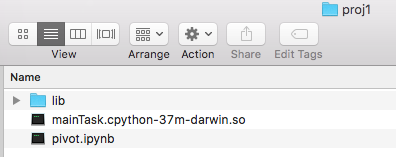 proj1
View Arrange Action Share Edit Tags
Name
lib
mainTask.cpython-37m-darwin.so
pivot.ipynb